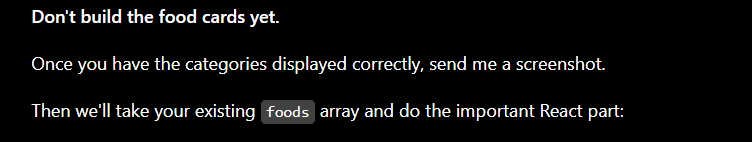 Don't build the food cards yet.
Once you have the categories displayed correctly, send me a screenshot.
Then we'll take your existing foods array and do the important React part: